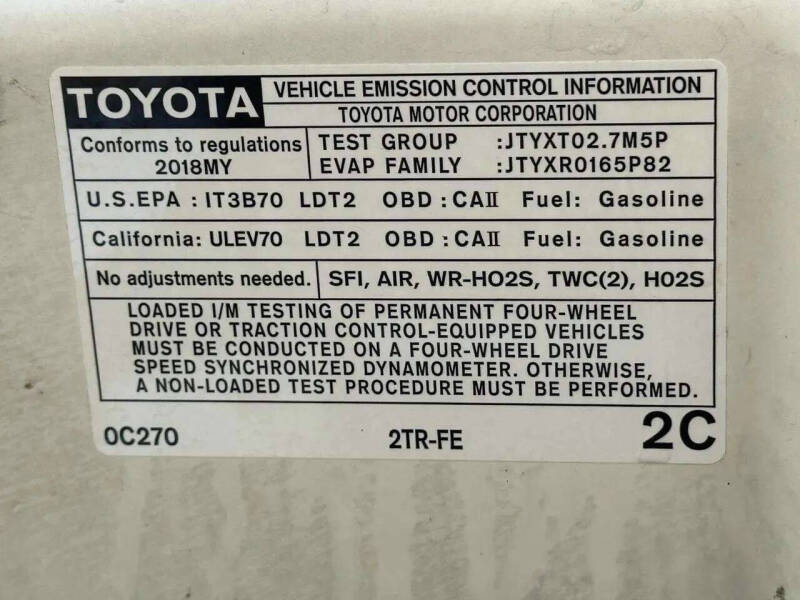 TOYOTA VEHICLE EMISSION CONTROL INFORMATION
TOYOTA MOTOR CORPORATION
Conforms to regulations
2018MY
TEST GROUP :JTYXT02.7M5P
EVAP FAMILY :JTYXR0165P82
U.S.EPA : IT3B70 LDT2 OBD : CAⅡ Fuel: Gasoline
California: ULEV70 LDT2 OBD : CAⅡ Fuel: Gasoline
No adjustments needed. SFI, AIR, WR-HO2S, TWC(2), HO2S
LOADED I/M TESTING OF PERMANENT FOUR-WHEEL
DRIVE OR TRACTION CONTROL-EQUIPPED VEHICLES
MUST BE CONDUCTED ON A FOUR-WHEEL DRIVE
SPEED SYNCHRONIZED DYNAMOMETER. OTHERWISE,
A NON-LOADED TEST PROCEDURE MUST BE PERFORMED.
0C270 2TR-FE 2C